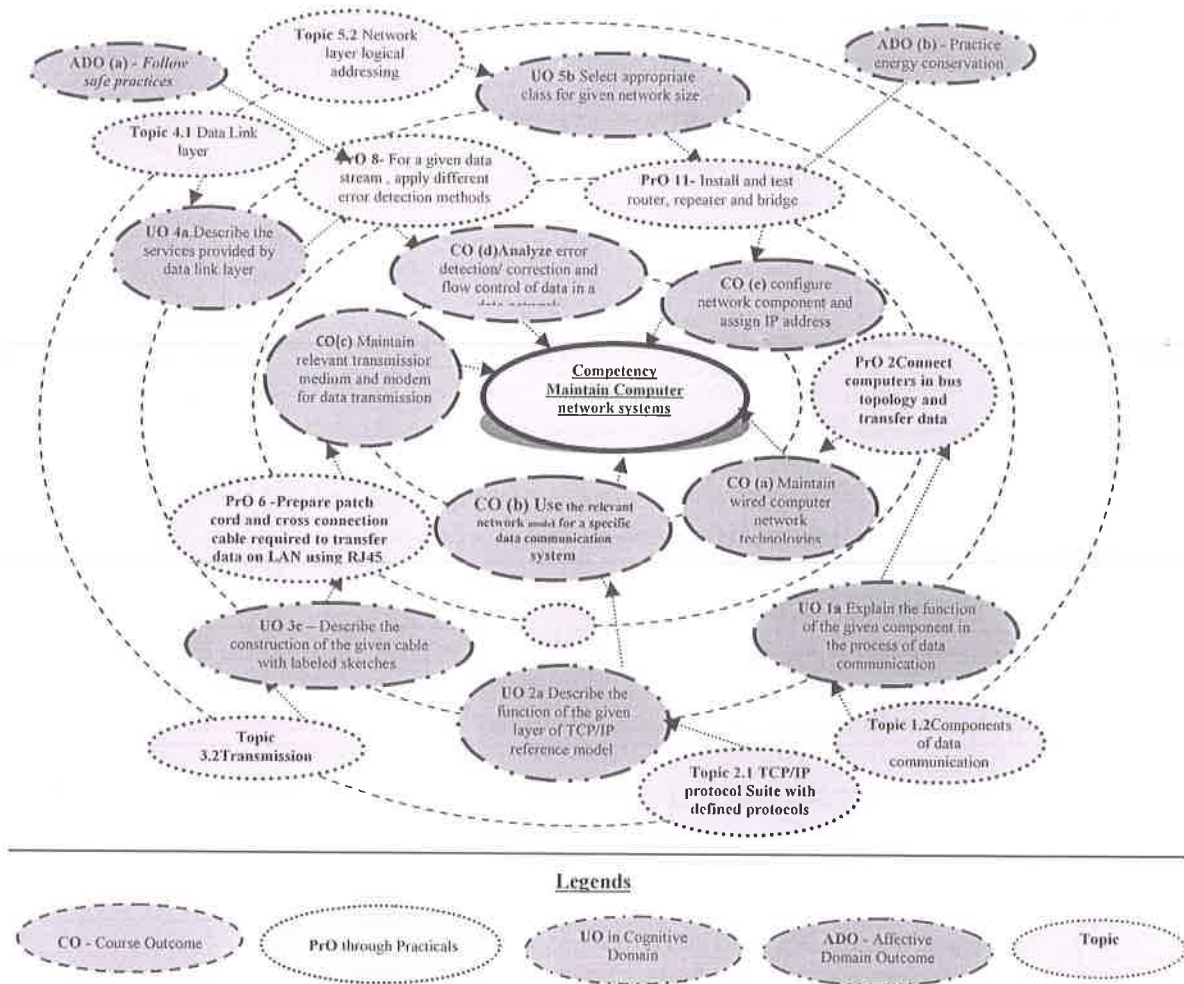 Topic 5.2 Network
layer logical
addressing
ADO (a) - Follow
safe practices
ADO (b) - Practice
energy conservation
UO 5b Select appropriate
class for given network size
Topic 4.1 Data Link
layer
PrO 8- For a given data
stream , apply different
error detection methods
PrO 11- Install and test
router, repeater and bridge
UO 4a.Describe the
services provided by
data link layer
CO (d)Analyze error
detection/ correction and
flow control of data in a
data network
CO (e) configure
network component and
assign IP address
CO(c) Maintain
relevant transmission
medium and modem
for data transmission
Competency
Maintain Computer
network systems
PrO 2Connect
computers in bus
topology and
transfer data
PrO 6 -Prepare patch
cord and cross connection
cable required to transfer
data on LAN using RJ45
CO (b) Use the relevant
network model for a specific
data communication
system
CO (a) Maintain
wired computer
network
technologies
UO 3c – Describe the
construction of the given cable
with labeled sketches
UO 1a Explain the function
of the given component in
the process of data
communication
UO 2a Describe the
function of the given
layer of TCP/IP
reference model
Topic
3.2Transmission
Topic 1.2Components
of data
communication
Topic 2.1 TCP/IP
protocol Suite with
defined protocols
Legends
CO - Course Outcome
PrO through Practicals
UO in Cognitive
Domain
ADO - Affective
Domain Outcome
Topic